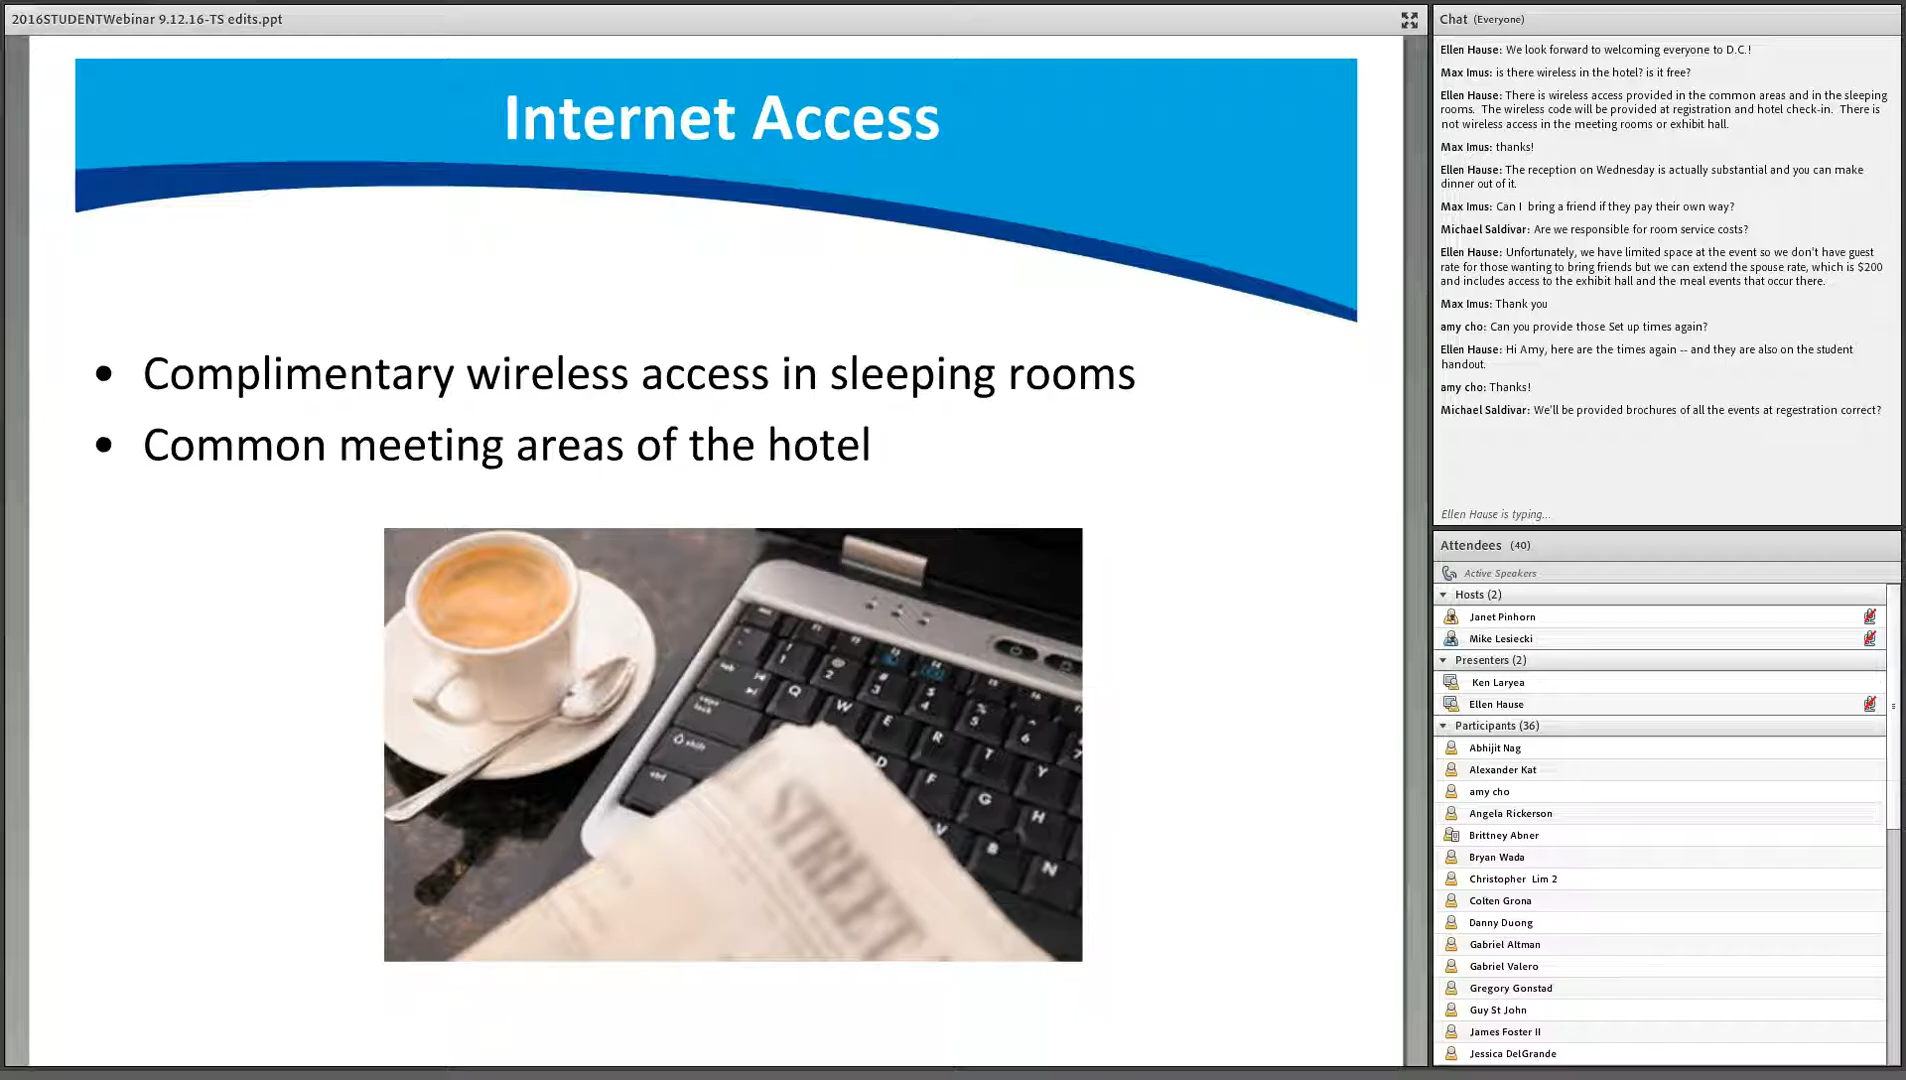 2016STUDENTWebinar 9.12.16-TS edits.ppt
Internet Access
• Complimentary wireless access in sleeping rooms
• Common meeting areas of the hotel
STREET
Chat (Everyone)
Ellen Hause: We look forward to welcoming everyone to D.C.!
Max Imus: is there wireless in the hotel? is it free?
Ellen Hause: There is wireless access provided in the common areas and in the sleeping
rooms. The wireless code will be provided at registration and hotel check-in. There is
not wireless access in the meeting rooms or exhibit hall.
Max Imus: thanks!
Ellen Hause: The reception on Wednesday is actually substantial and you can make
dinner out of it.
Max Imus: Can I bring a friend if they pay their own way?
Michael Saldivar: Are we responsible for room service costs?
Ellen Hause: Unfortunately, we have limited space at the event so we don't have guest
rate for those wanting to bring friends but we can extend the spouse rate, which is $200
and includes access to the exhibit hall and the meal events that occur there.
Max Imus: Thank you
amy cho: Can you provide those Set up times again?
Ellen Hause: Hi Amy, here are the times again -- and they are also on the student
handout.
amy cho: Thanks!
Michael Saldivar: We'll be provided brochures of all the events at regestration correct?
Ellen Hause is typing...
Attendees (40)
Active Speakers
Hosts (2)
Janet Pinhorn
Mike Lesiecki
Presenters (2)
Ken Laryea
Ellen Hause
Participants (36)
Abhijit Nag
Alexander Kat
amy cho
Angela Rickerson
Brittney Abner
Bryan Wada
Christopher Lim 2
Colten Grona
Danny Duong
Gabriel Altman
Gabriel Valero
Gregory Gonstad
Guy St John
James Foster II
Jessica DelGrande